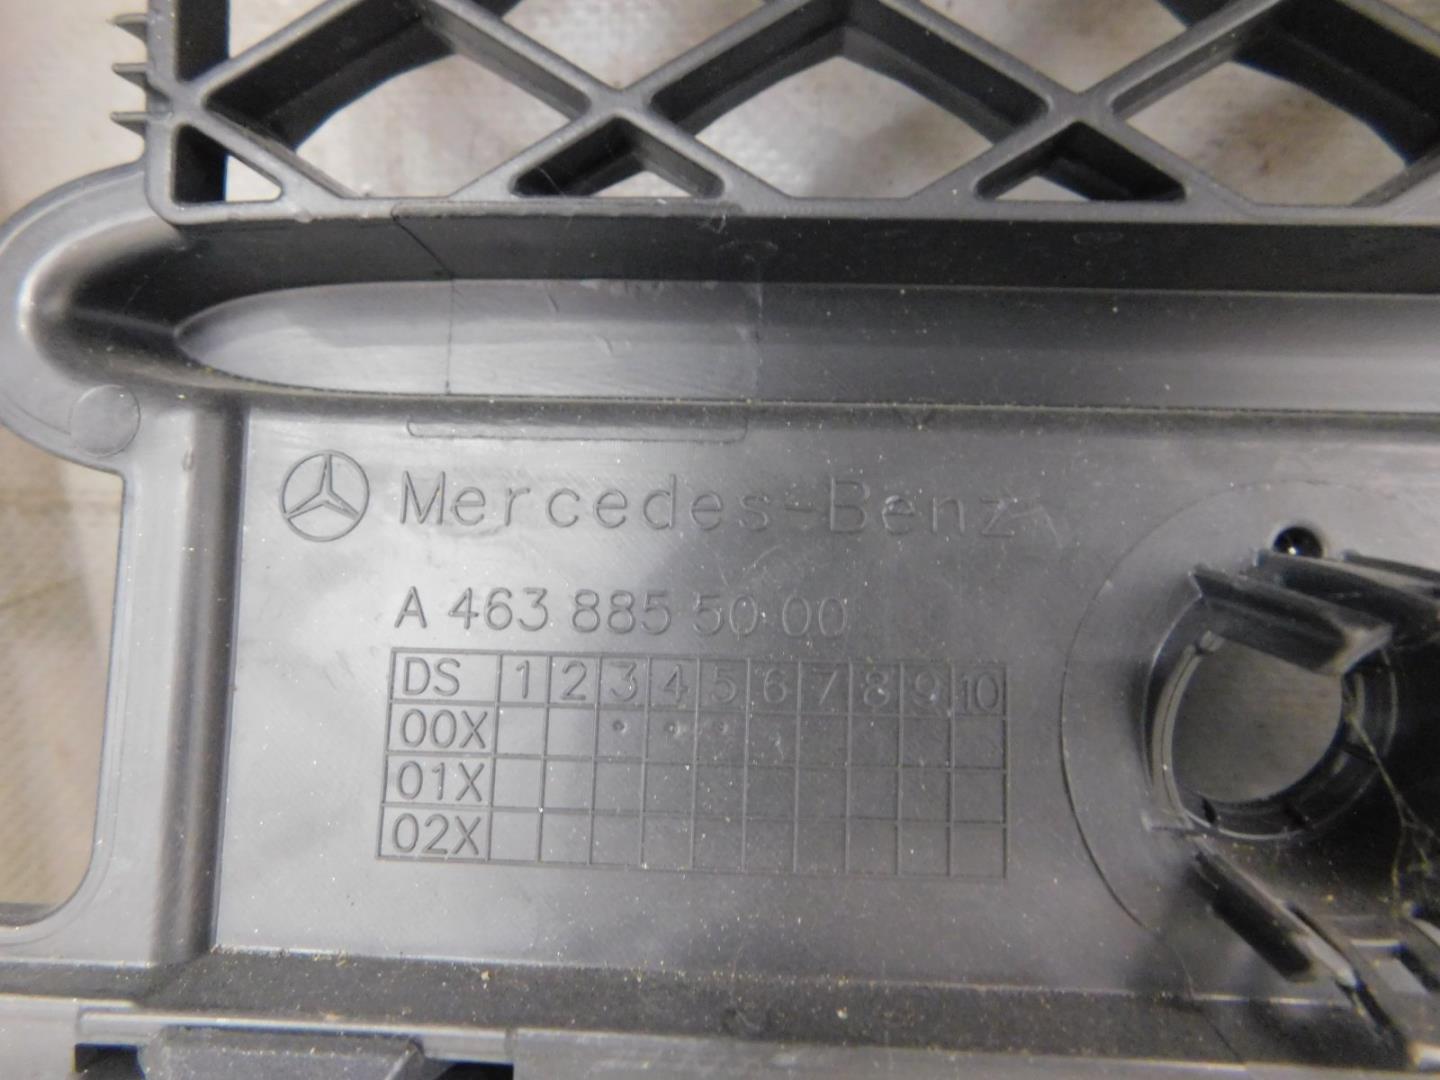 Mercedes-Benz
A 463 885 50 00
DS 1 2 3 4 5 6 7 8 9 10
00X
01X
02X